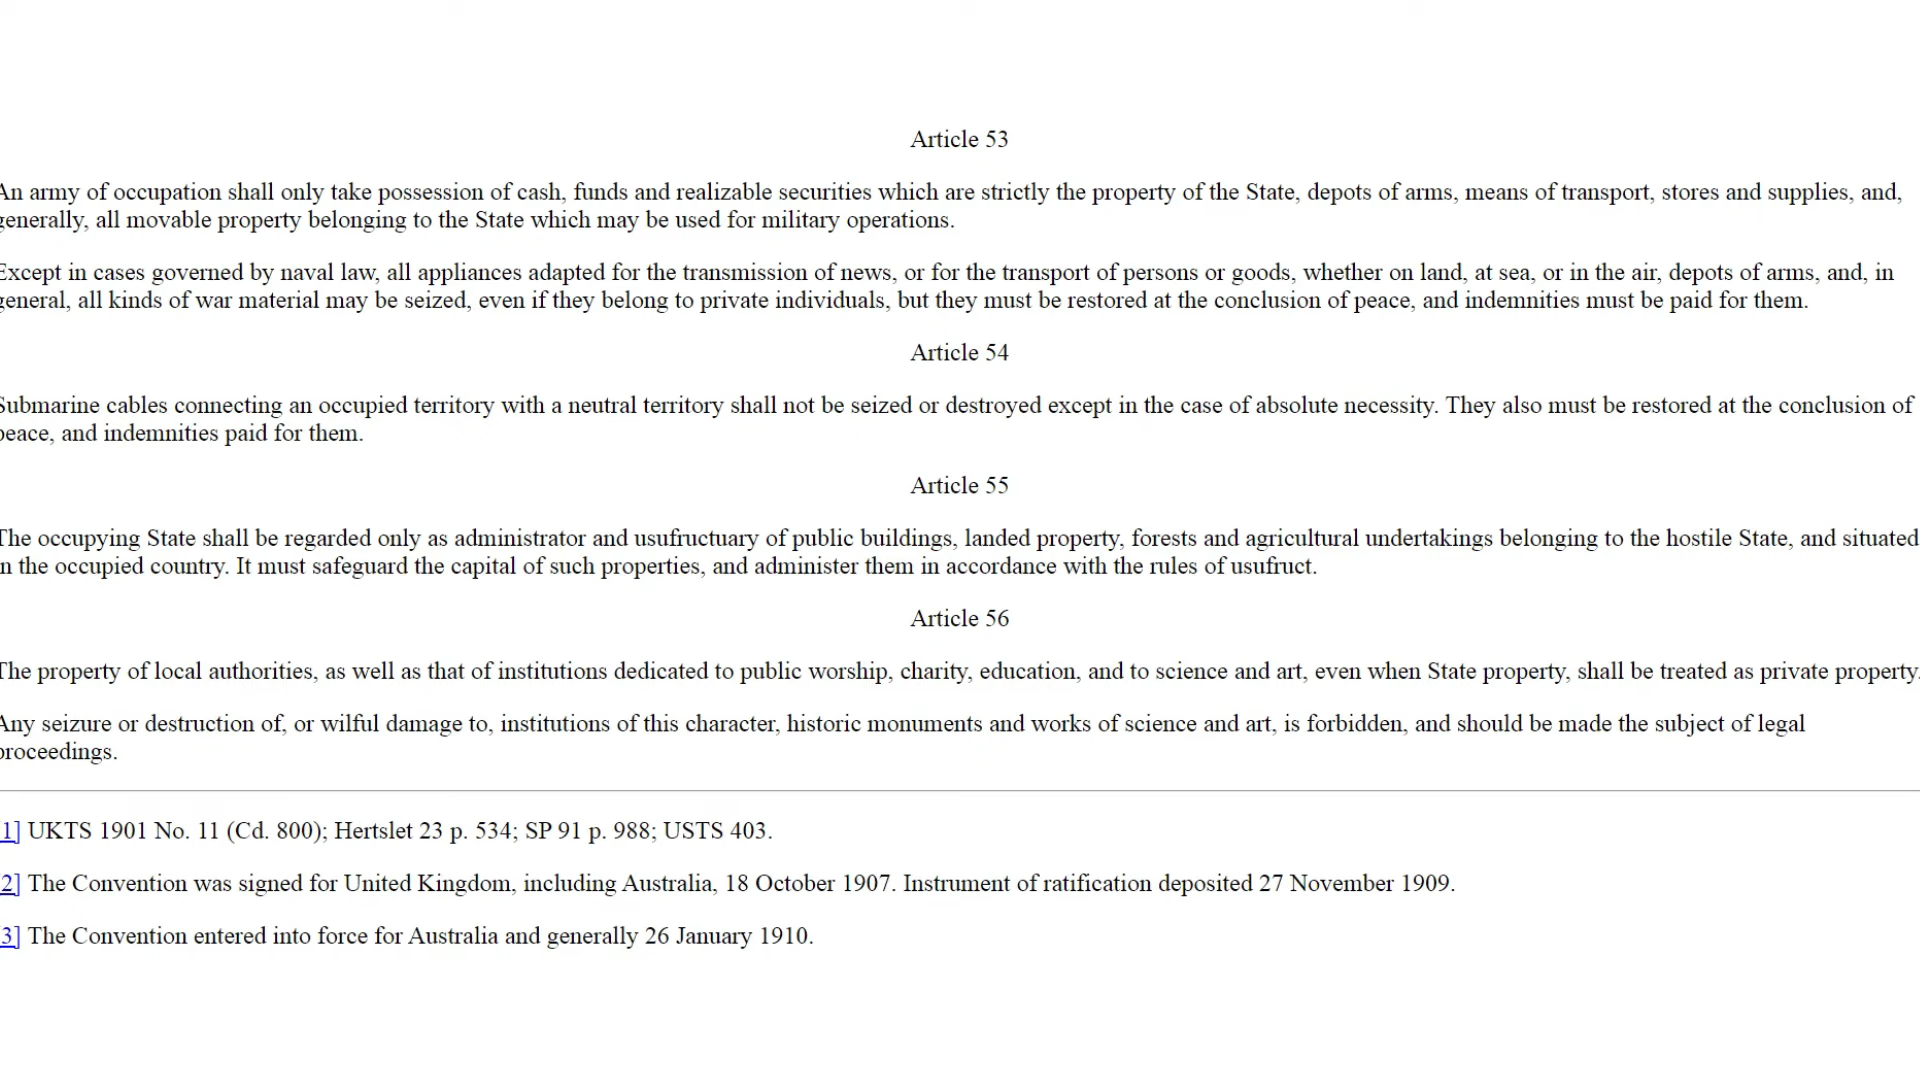 Article 53
An army of occupation shall only take possession of cash, funds and realizable securities which are strictly the property of the State, depots of arms, means of transport, stores and supplies, and,
generally, all movable property belonging to the State which may be used for military operations.
Except in cases governed by naval law, all appliances adapted for the transmission of news, or for the transport of persons or goods, whether on land, at sea, or in the air, depots of arms, and, in
general, all kinds of war material may be seized, even if they belong to private individuals, but they must be restored at the conclusion of peace, and indemnities must be paid for them.
Article 54
Submarine cables connecting an occupied territory with a neutral territory shall not be seized or destroyed except in the case of absolute necessity. They also must be restored at the conclusion of
peace, and indemnities paid for them.
Article 55
The occupying State shall be regarded only as administrator and usufructuary of public buildings, landed property, forests and agricultural undertakings belonging to the hostile State, and situated
in the occupied country. It must safeguard the capital of such properties, and administer them in accordance with the rules of usufruct.
Article 56
The property of local authorities, as well as that of institutions dedicated to public worship, charity, education, and to science and art, even when State property, shall be treated as private property.
Any seizure or destruction of, or wilful damage to, institutions of this character, historic monuments and works of science and art, is forbidden, and should be made the subject of legal
proceedings.
[1] UKTS 1901 No. 11 (Cd. 800); Hertslet 23 p. 534; SP 91 p. 988; USTS 403.
[2] The Convention was signed for United Kingdom, including Australia, 18 October 1907. Instrument of ratification deposited 27 November 1909.
[3] The Convention entered into force for Australia and generally 26 January 1910.